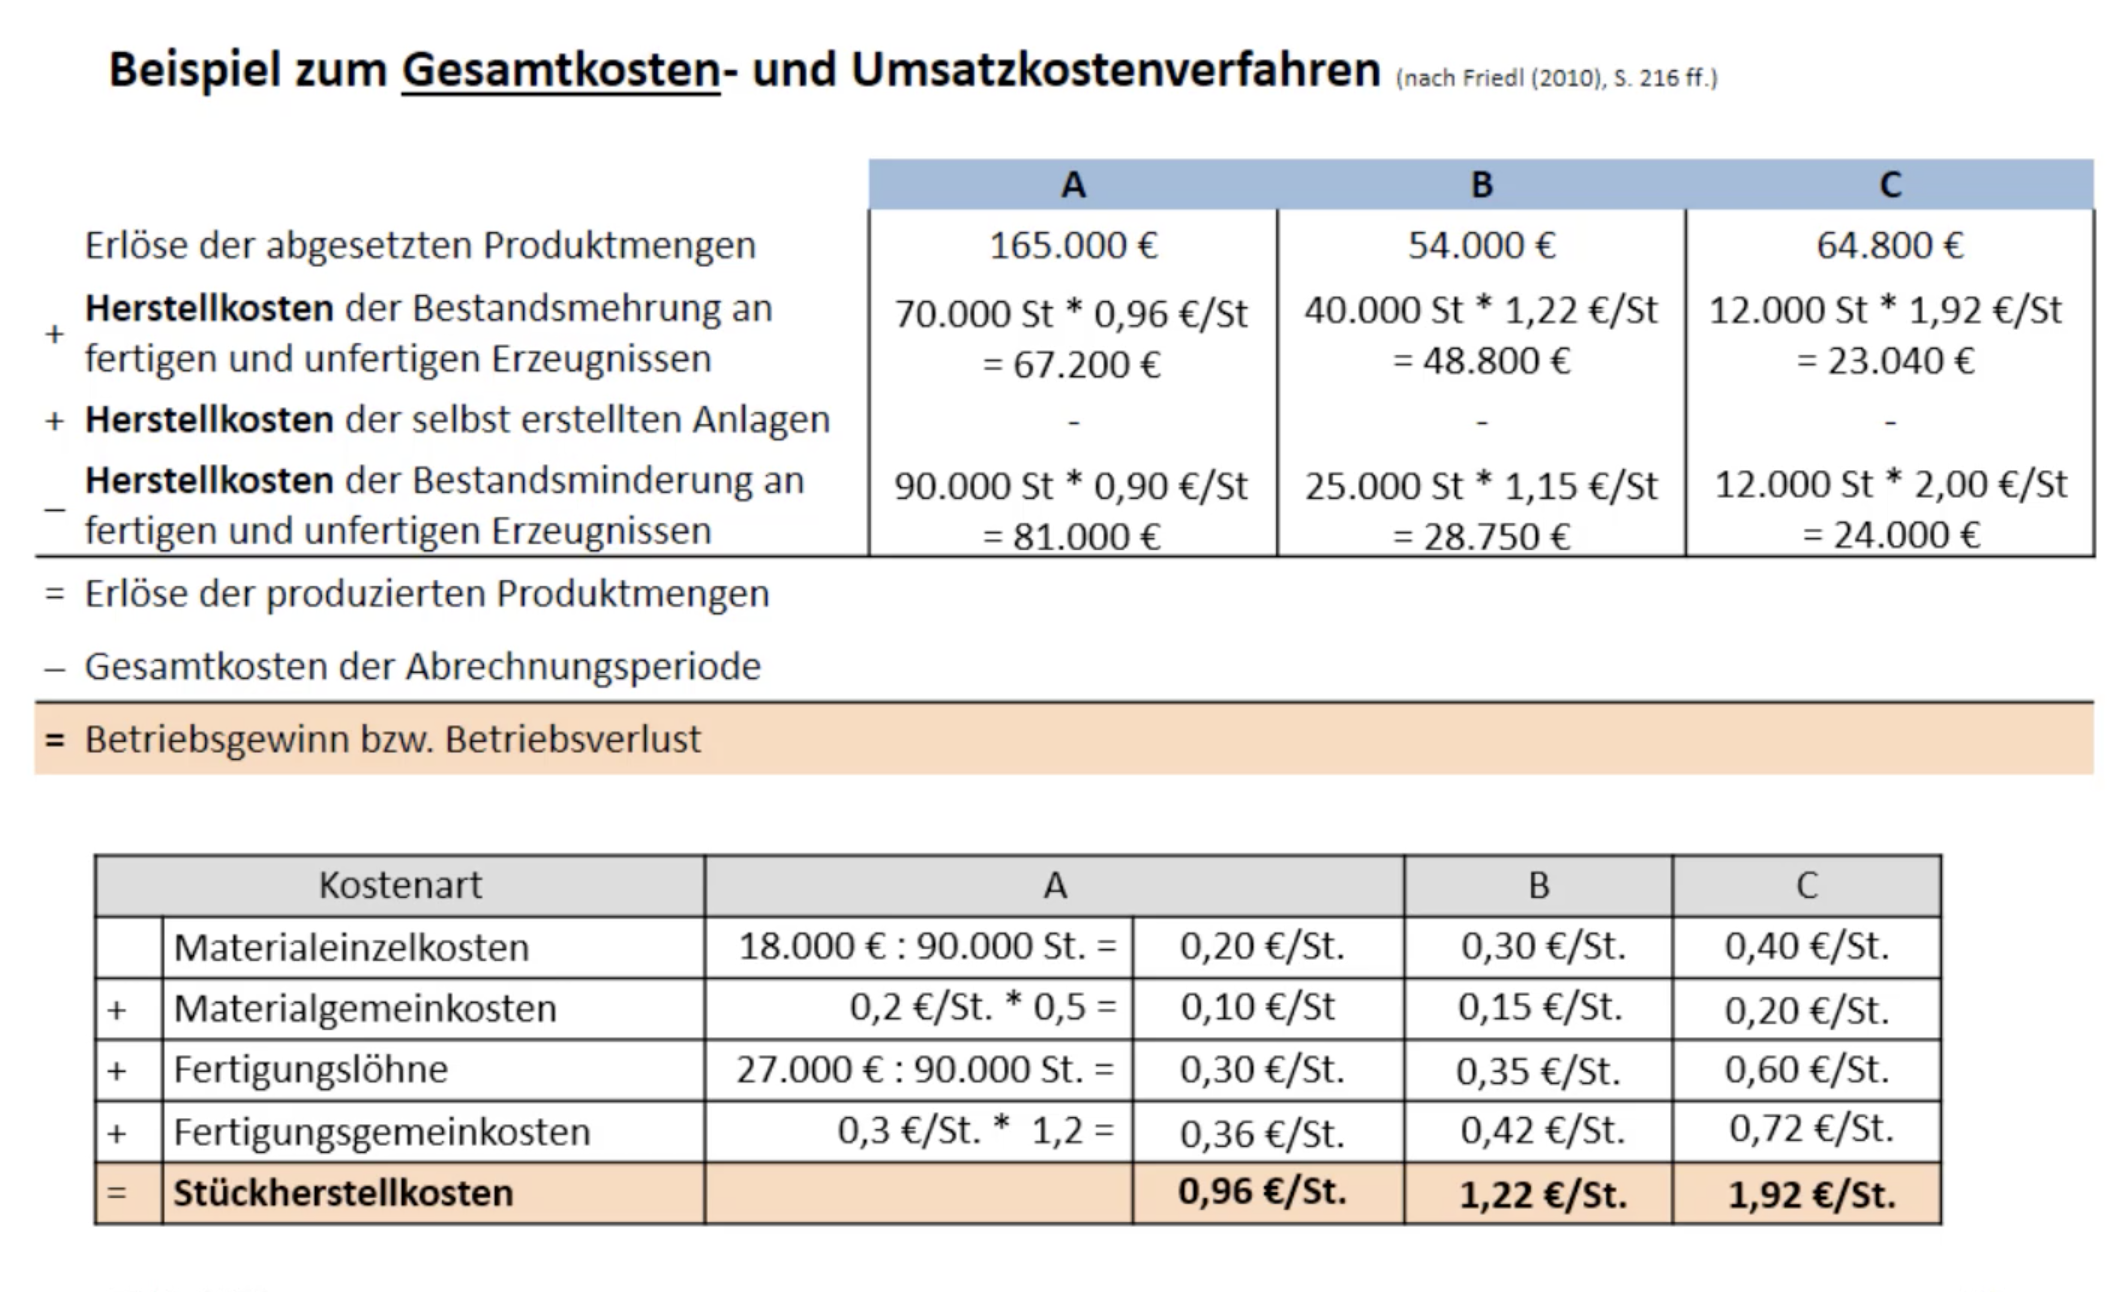 Beispiel zum Gesamtkosten- und Umsatzkostenverfahren (nach Friedl (2010), S. 216 ff.)
A B C
Erlöse der abgesetzten Produktmengen 165.000 € 54.000 € 64.800 €
+ Herstellkosten der Bestandsmehrung an 70.000 St * 0,96 €/St 40.000 St * 1,22 €/St 12.000 St * 1,92 €/St
fertigen und unfertigen Erzeugnissen = 67.200 € = 48.800 € = 23.040 €
+ Herstellkosten der selbst erstellten Anlagen - - -
– Herstellkosten der Bestandsminderung an 90.000 St * 0,90 €/St 25.000 St * 1,15 €/St 12.000 St * 2,00 €/St
fertigen und unfertigen Erzeugnissen = 81.000 € = 28.750 € = 24.000 €
= Erlöse der produzierten Produktmengen
– Gesamtkosten der Abrechnungsperiode
= Betriebsgewinn bzw. Betriebsverlust
Kostenart A B C
Materialeinzelkosten 18.000 € : 90.000 St. = 0,20 €/St. 0,30 €/St. 0,40 €/St.
+ Materialgemeinkosten 0,2 €/St. * 0,5 = 0,10 €/St 0,15 €/St. 0,20 €/St.
+ Fertigungslöhne 27.000 € : 90.000 St. = 0,30 €/St. 0,35 €/St. 0,60 €/St.
+ Fertigungsgemeinkosten 0,3 €/St. * 1,2 = 0,36 €/St. 0,42 €/St. 0,72 €/St.
= Stückherstellkosten 0,96 €/St. 1,22 €/St. 1,92 €/St.